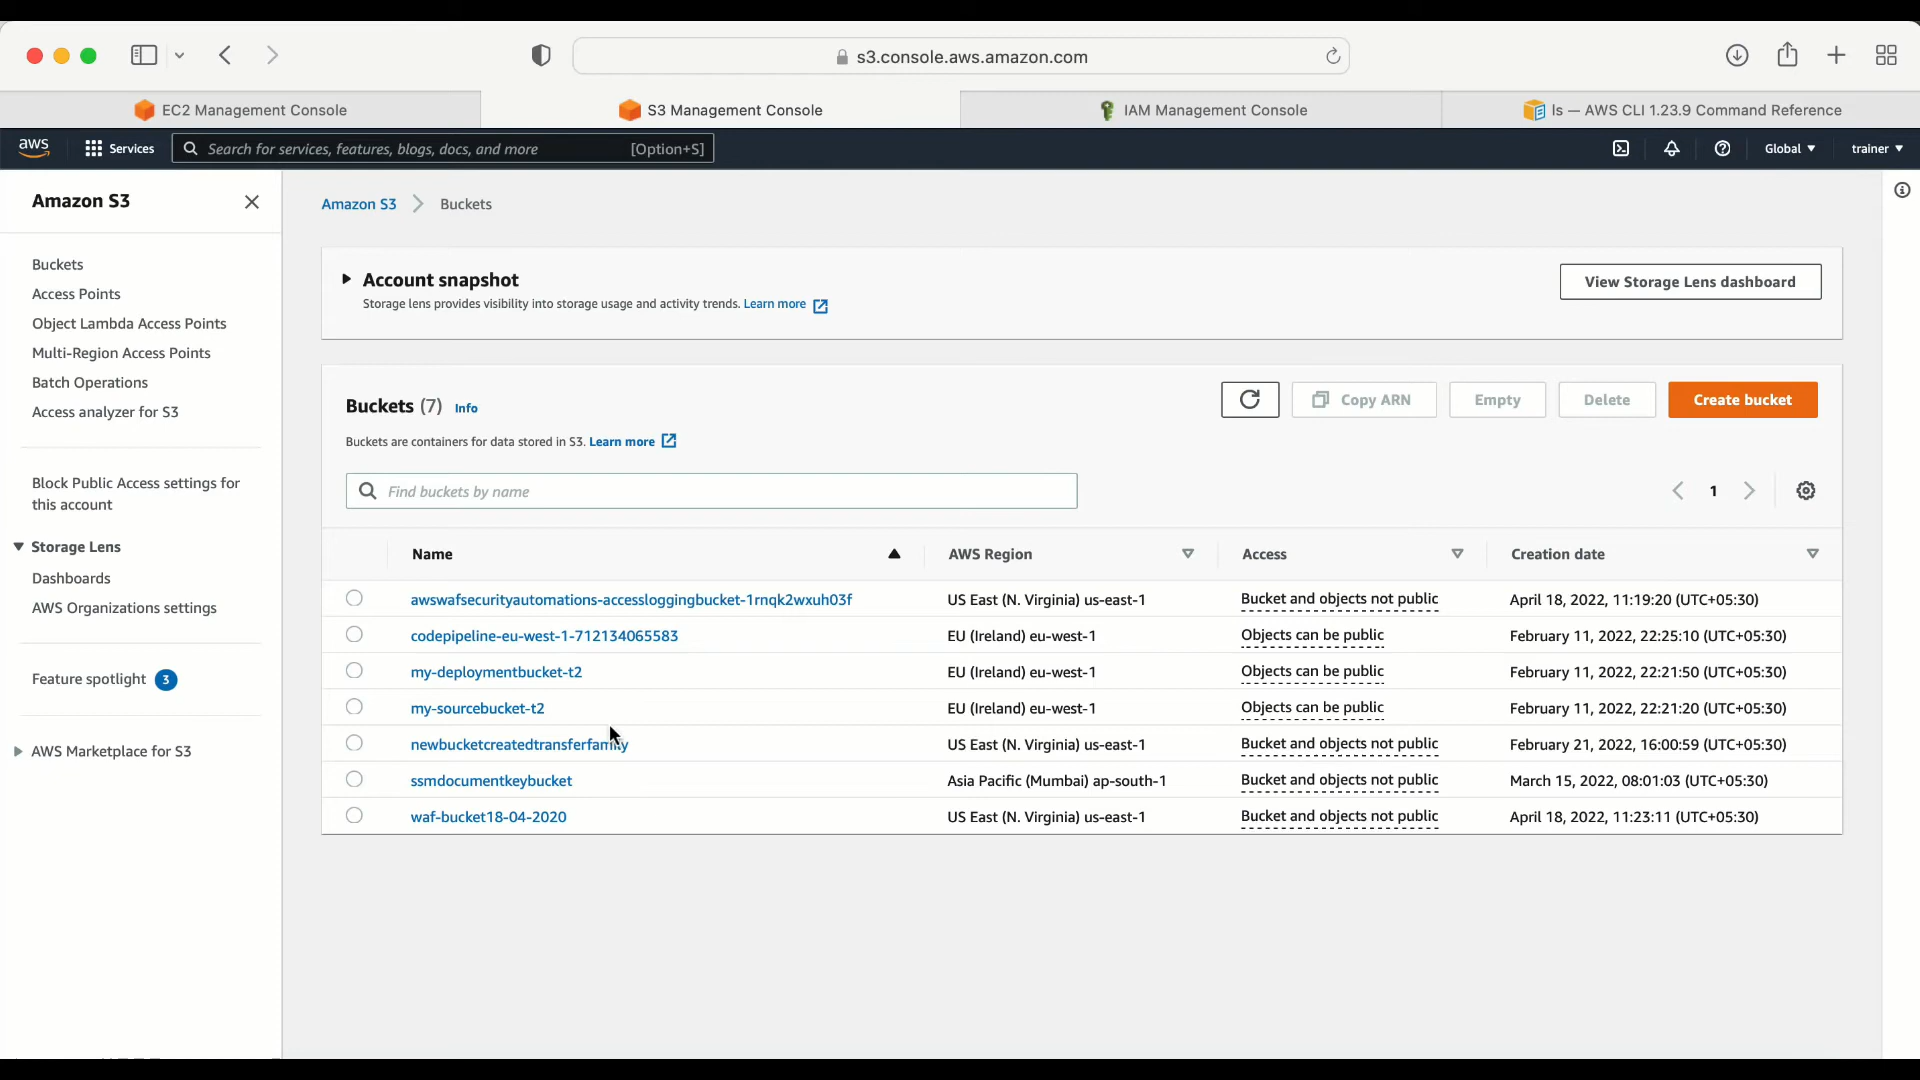 s3.console.aws.amazon.com
EC2 Management Console
S3 Management Console
IAM Management Console
ls — AWS CLI 1.23.9 Command Reference
aws
Services
Search for services, features, blogs, docs, and more
[Option+S]
Global
trainer
Amazon S3
Buckets
Access Points
Object Lambda Access Points
Multi-Region Access Points
Batch Operations
Access analyzer for S3
Block Public Access settings for
this account
Storage Lens
Dashboards
AWS Organizations settings
Feature spotlight 3
AWS Marketplace for S3
Amazon S3 > Buckets
Account snapshot
Storage lens provides visibility into storage usage and activity trends. Learn more
View Storage Lens dashboard
Buckets (7) Info
Buckets are containers for data stored in S3. Learn more
Copy ARN
Empty
Delete
Create bucket
Find buckets by name
1
Name AWS Region Access Creation date
awswafsecurityautomations-accessloggingbucket-1rnqk2wxuh03f US East (N. Virginia) us-east-1 Bucket and objects not public April 18, 2022, 11:19:20 (UTC+05:30)
codepipeline-eu-west-1-712134065583 EU (Ireland) eu-west-1 Objects can be public February 11, 2022, 22:25:10 (UTC+05:30)
my-deploymentbucket-t2 EU (Ireland) eu-west-1 Objects can be public February 11, 2022, 22:21:50 (UTC+05:30)
my-sourcebucket-t2 EU (Ireland) eu-west-1 Objects can be public February 11, 2022, 22:21:20 (UTC+05:30)
newbucketcreatedtransferfamily US East (N. Virginia) us-east-1 Bucket and objects not public February 21, 2022, 16:00:59 (UTC+05:30)
ssmdocumentkeybucket Asia Pacific (Mumbai) ap-south-1 Bucket and objects not public March 15, 2022, 08:01:03 (UTC+05:30)
waf-bucket18-04-2020 US East (N. Virginia) us-east-1 Bucket and objects not public April 18, 2022, 11:23:11 (UTC+05:30)